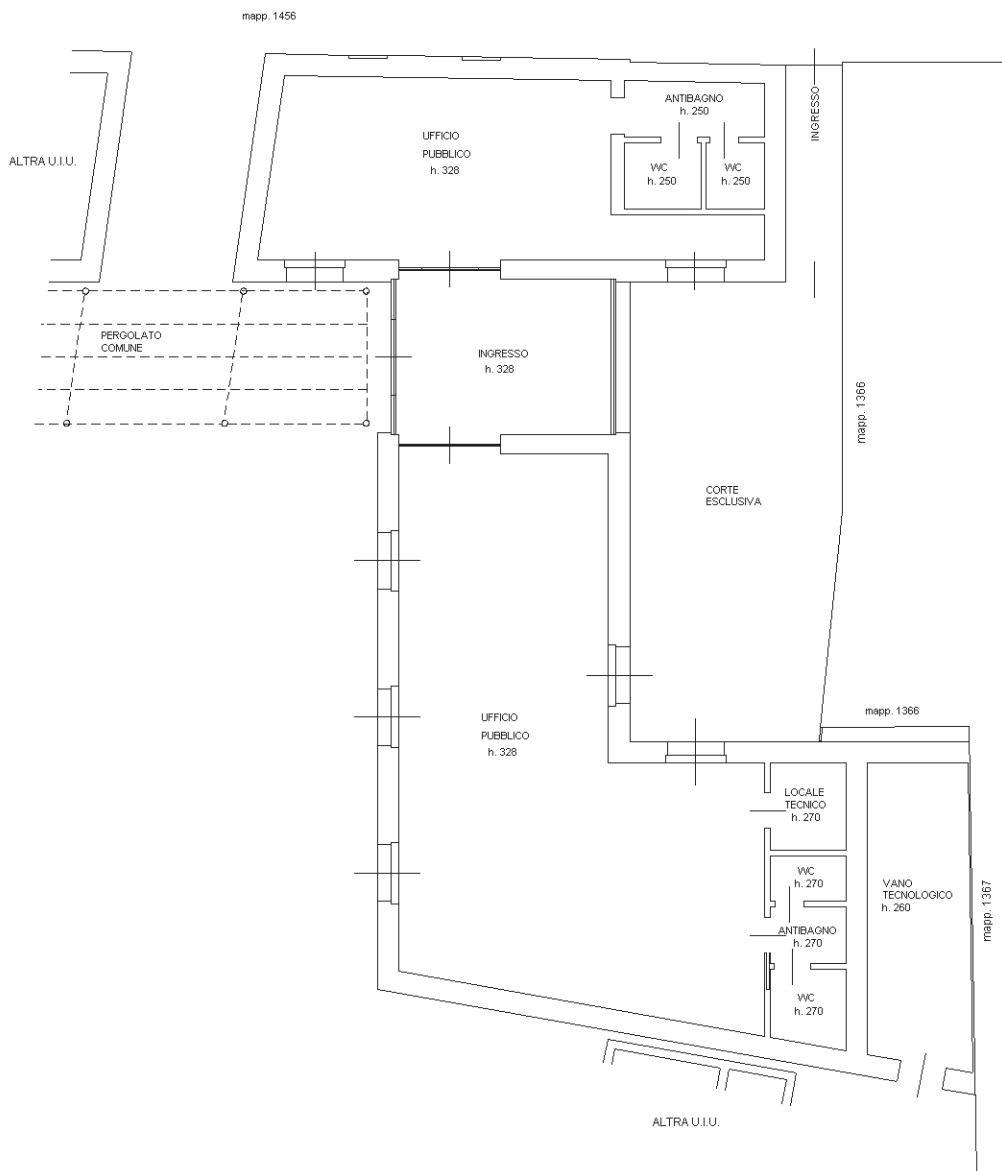 mapp. 1456
ALTRA U.I.U.
UFFICIO
PUBBLICO
h. 328
ANTIBAGNO
h. 250
WC
h. 250
WC
h. 250
INGRESSO
PERGOLATO
COMUNE
INGRESSO
h. 328
mapp. 1366
CORTE
ESCLUSIVA
UFFICIO
PUBBLICO
h. 328
mapp. 1366
LOCALE
TECNICO
h. 270
WC
h. 270
ANTIBAGNO
h. 270
WC
h. 270
VANO
TECNOLOGICO
h. 260
mapp. 1367
ALTRA U.I.U.